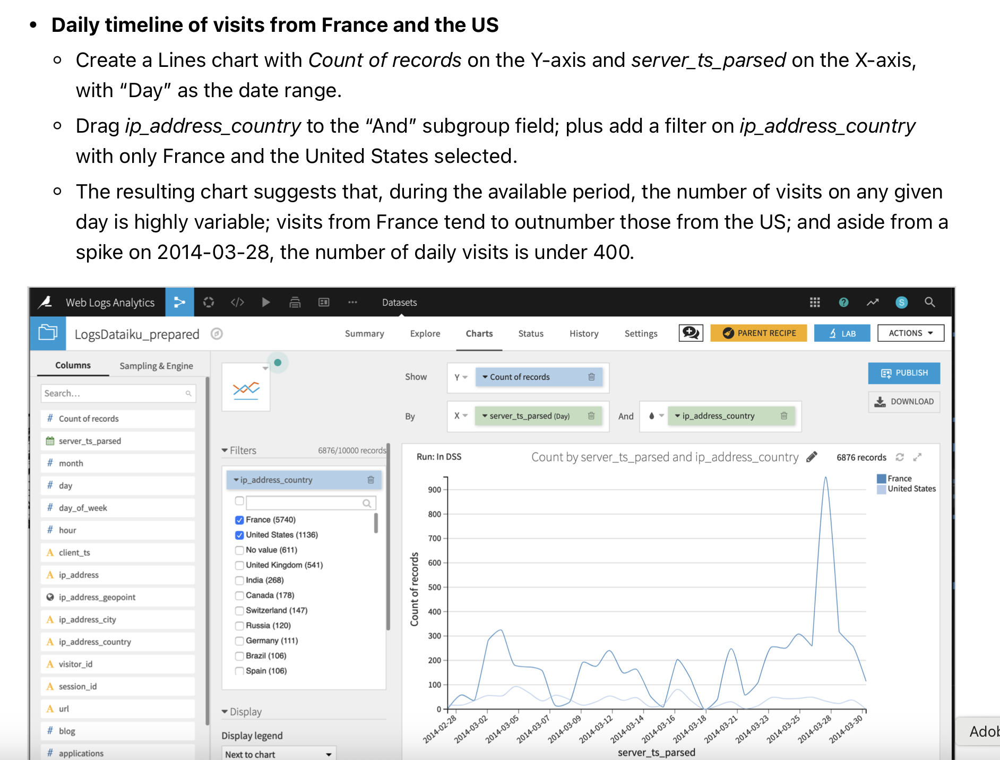 Daily timeline of visits from France and the US
Create a Lines chart with Count of records on the Y-axis and server_ts_parsed on the X-axis,
with “Day” as the date range.
Drag ip_address_country to the “And” subgroup field; plus add a filter on ip_address_country
with only France and the United States selected.
The resulting chart suggests that, during the available period, the number of visits on any given
day is highly variable; visits from France tend to outnumber those from the US; and aside from a
spike on 2014-03-28, the number of daily visits is under 400.
Web Logs Analytics
Datasets
S
LogsDataiku_prepared
Summary
Explore
Charts
Status
History
Settings
PARENT RECIPE
LAB
ACTIONS
Columns
Sampling & Engine
Search...
# Count of records
server_ts_parsed
# month
# day
# day_of_week
# hour
A client_ts
A ip_address
ip_address_geopoint
A ip_address_city
A ip_address_country
A visitor_id
A session_id
A url
# blog
# applications
Show
Y
Count of records
By
X
server_ts_parsed (Day)
And
ip_address_country
PUBLISH
DOWNLOAD
Filters
6876/10000 records
ip_address_country
France (5740)
United States (1136)
No value (611)
United Kingdom (541)
India (268)
Canada (178)
Switzerland (147)
Russia (120)
Germany (111)
Brazil (106)
Spain (106)
Display
Display legend
Next to chart
Run: In DSS
Count by server_ts_parsed and ip_address_country
6876 records
France
United States
Count of records
900
800
700
600
500
400
300
200
100
0
2014-02-28
2014-03-02
2014-03-05
2014-03-07
2014-03-09
2014-03-12
2014-03-14
2014-03-16
2014-03-18
2014-03-21
2014-03-23
2014-03-25
2014-03-28
2014-03-30
server_ts_parsed
Adob